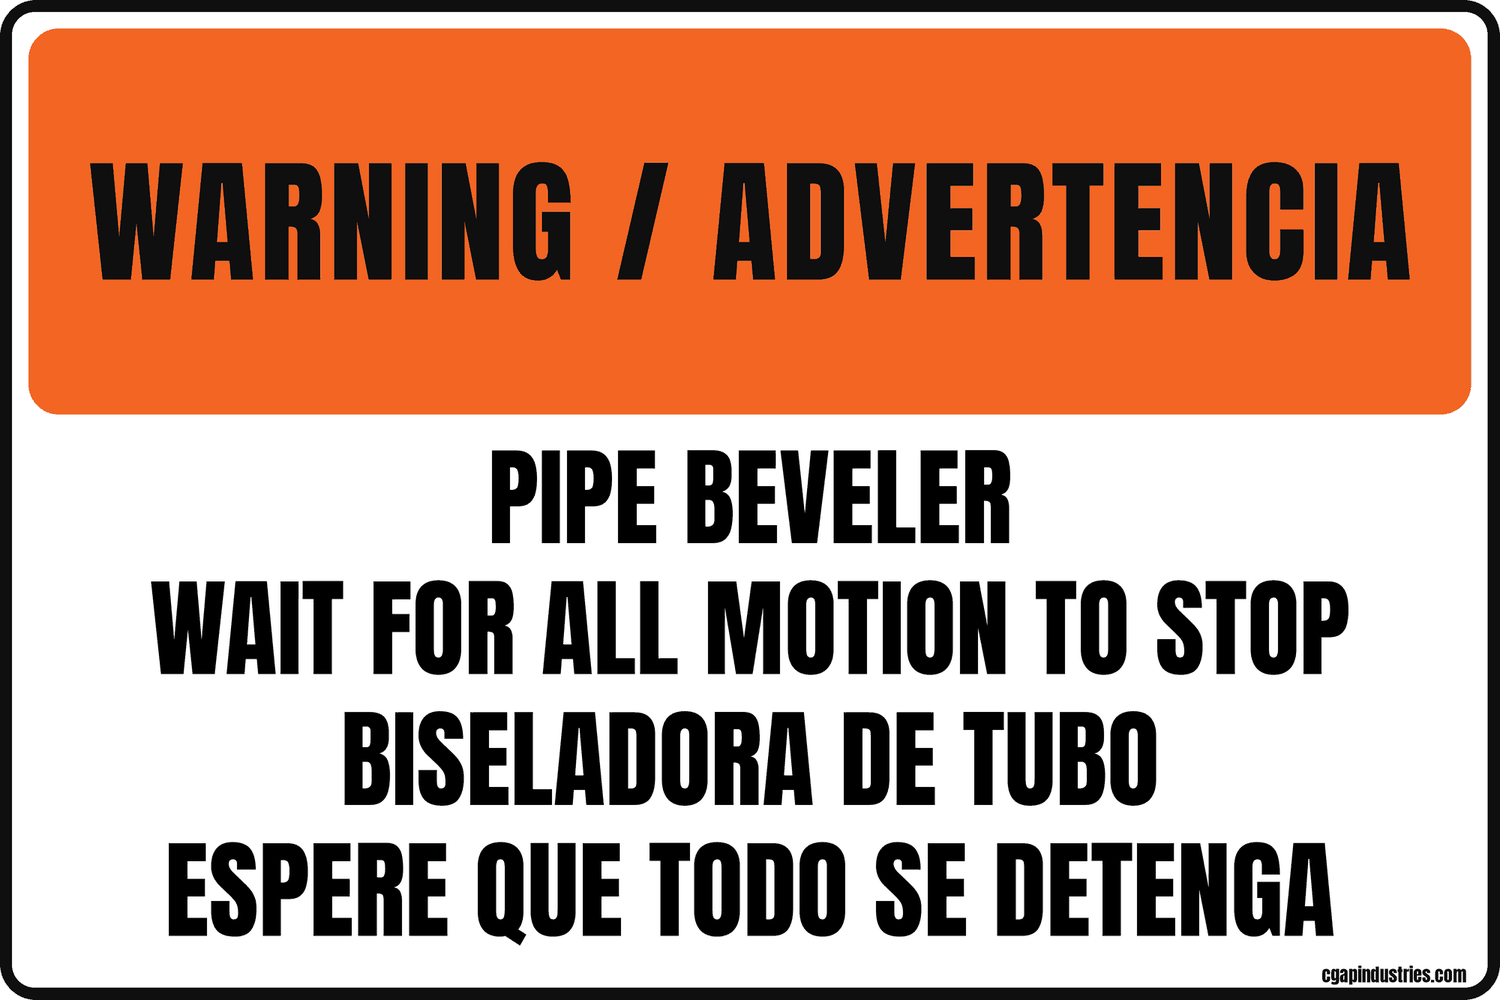 WARNING / ADVERTENCIA
PIPE BEVELER
WAIT FOR ALL MOTION TO STOP
BISELADORA DE TUBO
ESPERE QUE TODO SE DETENGA
cgapindustries.com